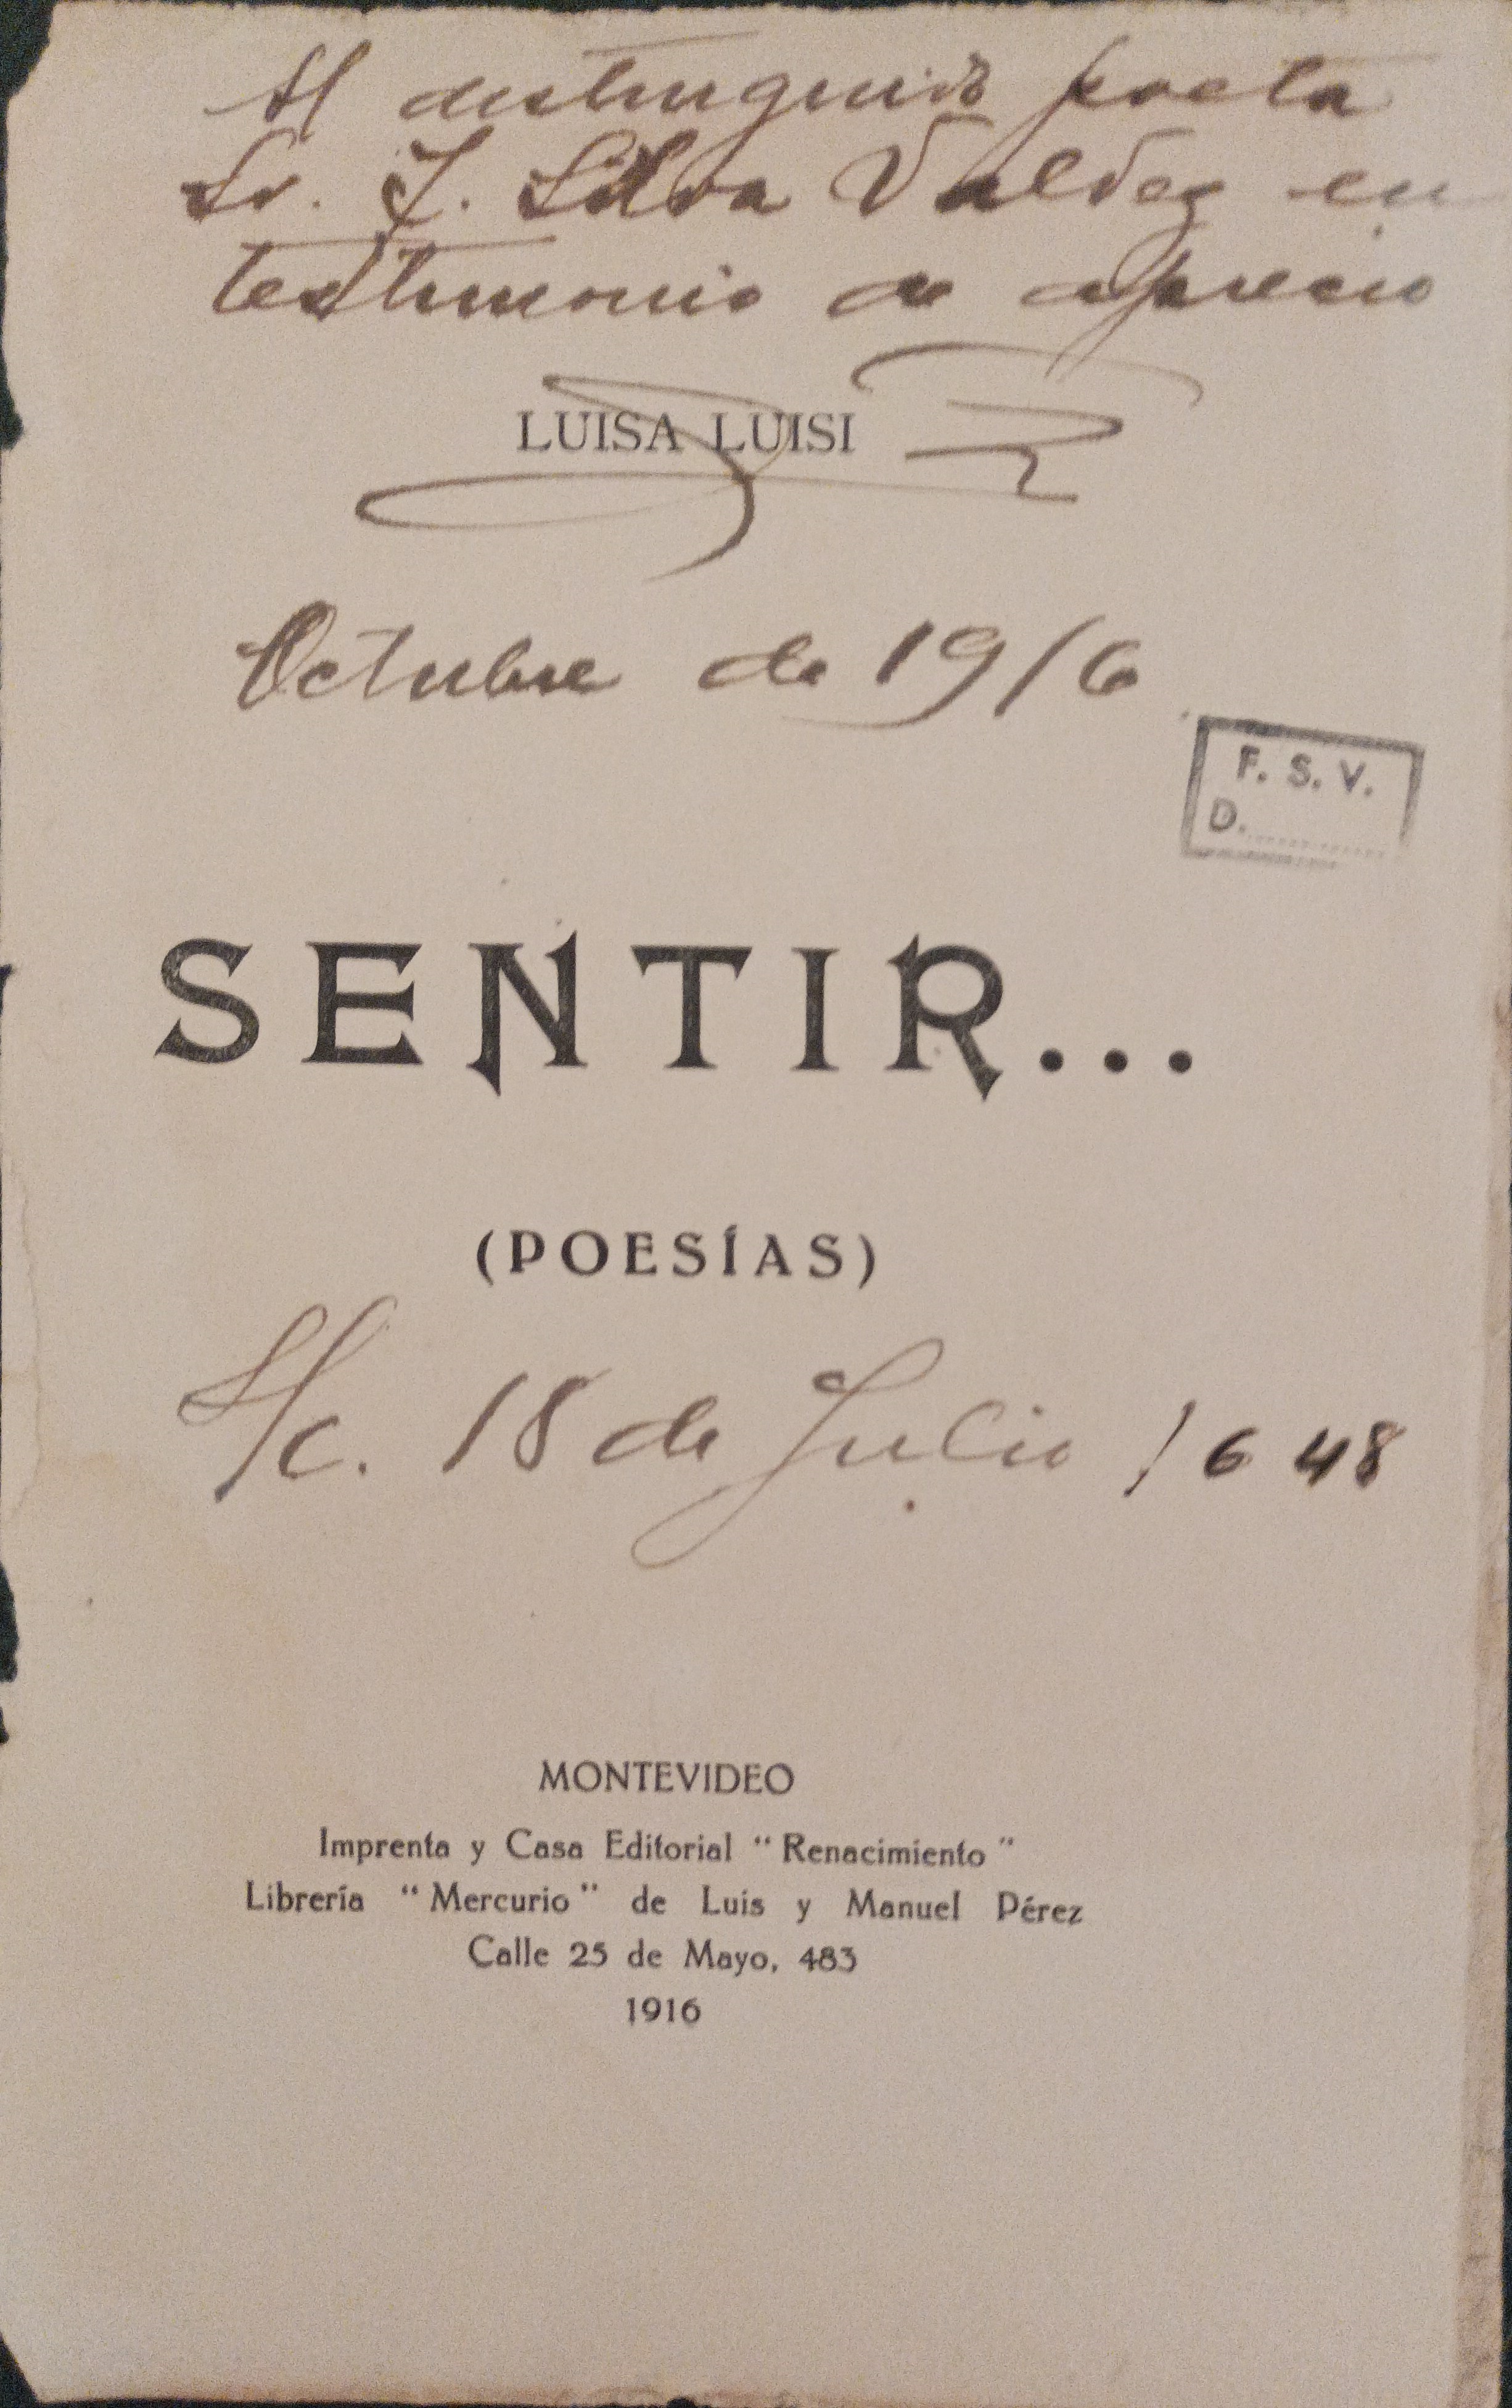 Al distinguido poeta
Sr. F. Silva Valdez en
testimonio de aprecio
LUISA LUISI
Octubre de 1916
F. S. V.
D.
SENTIR...
(POESÍAS)
S/c. 18 de Julio 1648
MONTEVIDEO
Imprenta y Casa Editorial "Renacimiento"
Librería "Mercurio" de Luis y Manuel Pérez
Calle 25 de Mayo, 483
1916